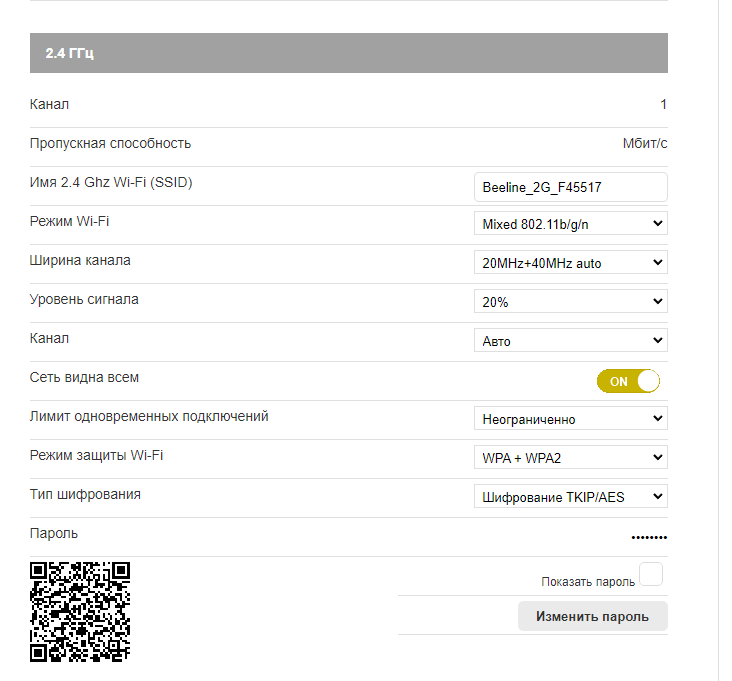 2.4 ГГц
Канал 1
Пропускная способность Мбит/с
Имя 2.4 Ghz Wi-Fi (SSID) Beeline_2G_F45517
Режим Wi-Fi Mixed 802.11b/g/n
Ширина канала 20MHz+40MHz auto
Уровень сигнала 20%
Канал Авто
Сеть видна всем ON
Лимит одновременных подключений Неограниченно
Режим защиты Wi-Fi WPA + WPA2
Тип шифрования Шифрование TKIP/AES
Пароль ••••••••
Показать пароль
Изменить пароль